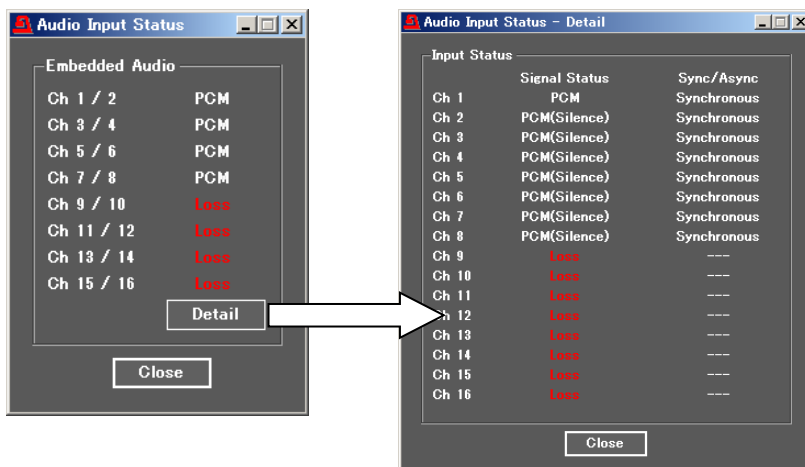 Audio Input Status
Embedded Audio
Ch 1 / 2 PCM
Ch 3 / 4 PCM
Ch 5 / 6 PCM
Ch 7 / 8 PCM
Ch 9 / 10 Loss
Ch 11 / 12 Loss
Ch 13 / 14 Loss
Ch 15 / 16 Loss
Detail
Close
Audio Input Status - Detail
Input Status
Signal Status Sync/Async
Ch 1 PCM Synchronous
Ch 2 PCM(Silence) Synchronous
Ch 3 PCM(Silence) Synchronous
Ch 4 PCM(Silence) Synchronous
Ch 5 PCM(Silence) Synchronous
Ch 6 PCM(Silence) Synchronous
Ch 7 PCM(Silence) Synchronous
Ch 8 PCM(Silence) Synchronous
Ch 9 Loss ---
Ch 10 Loss ---
Ch 11 Loss ---
h 12 Loss ---
Ch 13 Loss ---
Ch 14 Loss ---
Ch 15 Loss ---
Ch 16 Loss ---
Close